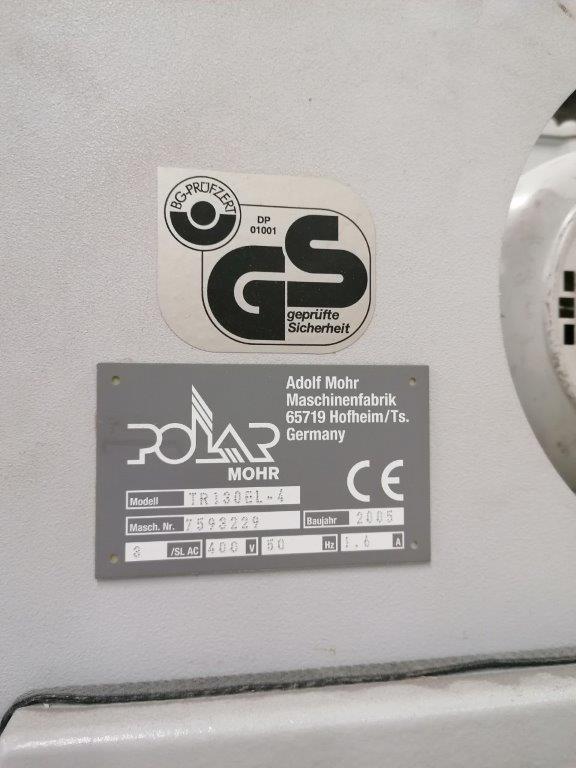 BG-PRÜFZERT
DP
01001
GS
geprüfte
Sicherheit
Adolf Mohr
Maschinenfabrik
65719 Hofheim/Ts.
Germany
POLAR
MOHR
CE
Modell TR130EL-4
Masch. Nr. 7593229 Baujahr 2005
3 /SL AC 400 V 50 Hz 1.6 A